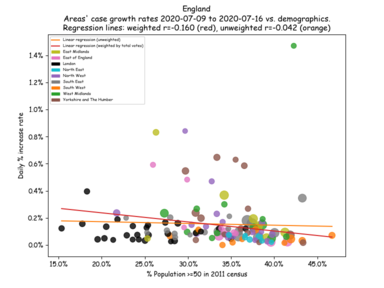 England
Areas' case growth rates 2020-07-09 to 2020-07-16 vs. demographics.
Regression lines: weighted r=-0.160 (red), unweighted r=-0.042 (orange)
Linear regression (unweighted)
Linear regression (weighted by total votes)
East Midlands
East of England
London
North East
North West
South East
South West
West Midlands
Yorkshire and The Humber
Daily % increase rate
1.4%
1.2%
1.0%
0.8%
0.6%
0.4%
0.2%
0.0%
15.0%
20.0%
25.0%
30.0%
35.0%
40.0%
45.0%
% Population >=50 in 2011 census